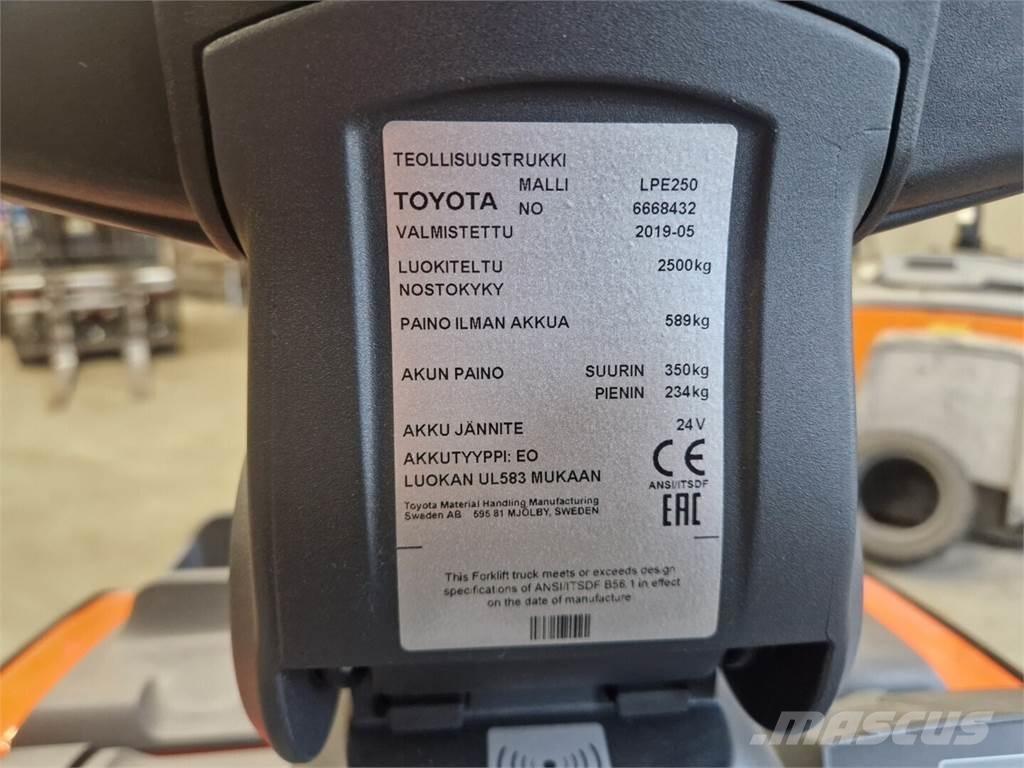 TEOLLISUUSTRUKKI
TOYOTA MALLI LPE250
NO 6668432
VALMISTETTU 2019-05
LUOKITELTU 2500kg
NOSTOKYKY
PAINO ILMAN AKKUA 589kg
AKUN PAINO SUURIN 350kg
PIENIN 234kg
AKKU JÄNNITE 24V
AKKUTYYPPI: EO
LUOKAN UL583 MUKAAN
CE
ANSI/ITSDF
Toyota Material Handling Manufacturing
Sweden AB 595 81 MJÖLBY, SWEDEN
EAC
This Forklift truck meets or exceeds design
specifications of ANSI/ITSDF B56.1 in effect
on the date of manufacture
MASCUS